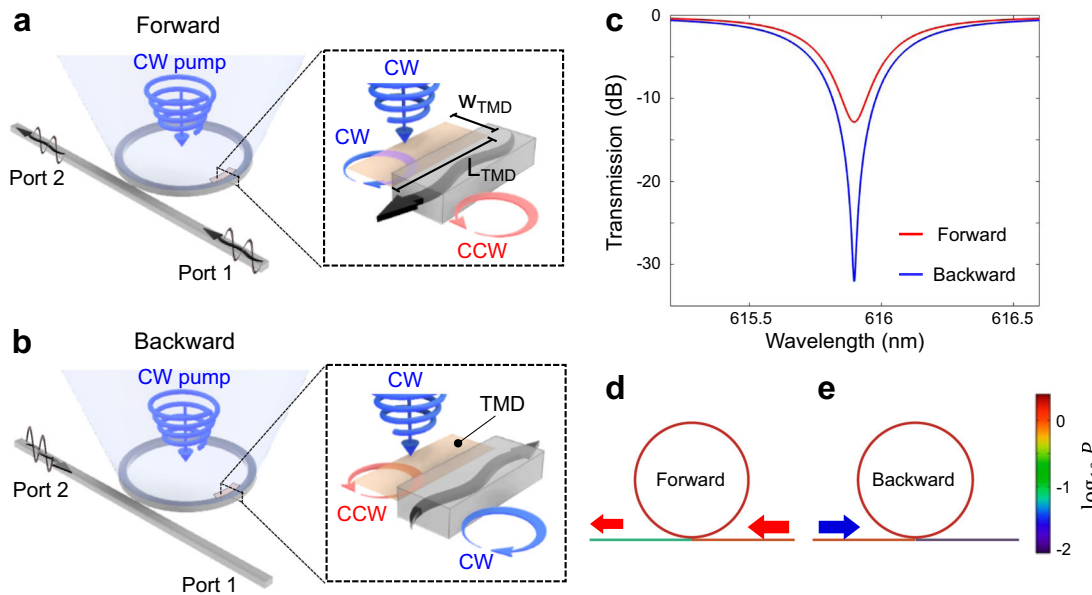 a
Forward
CW pump
Port 2
Port 1
CW
W_TMD
CW
L_TMD
CCW
b
Backward
CW pump
Port 2
Port 1
CW
TMD
CCW
CW
c
Transmission (dB)
0
-10
-20
-30
Forward
Backward
615.5
616
616.5
Wavelength (nm)
d
Forward
e
Backward
0
-1
-2